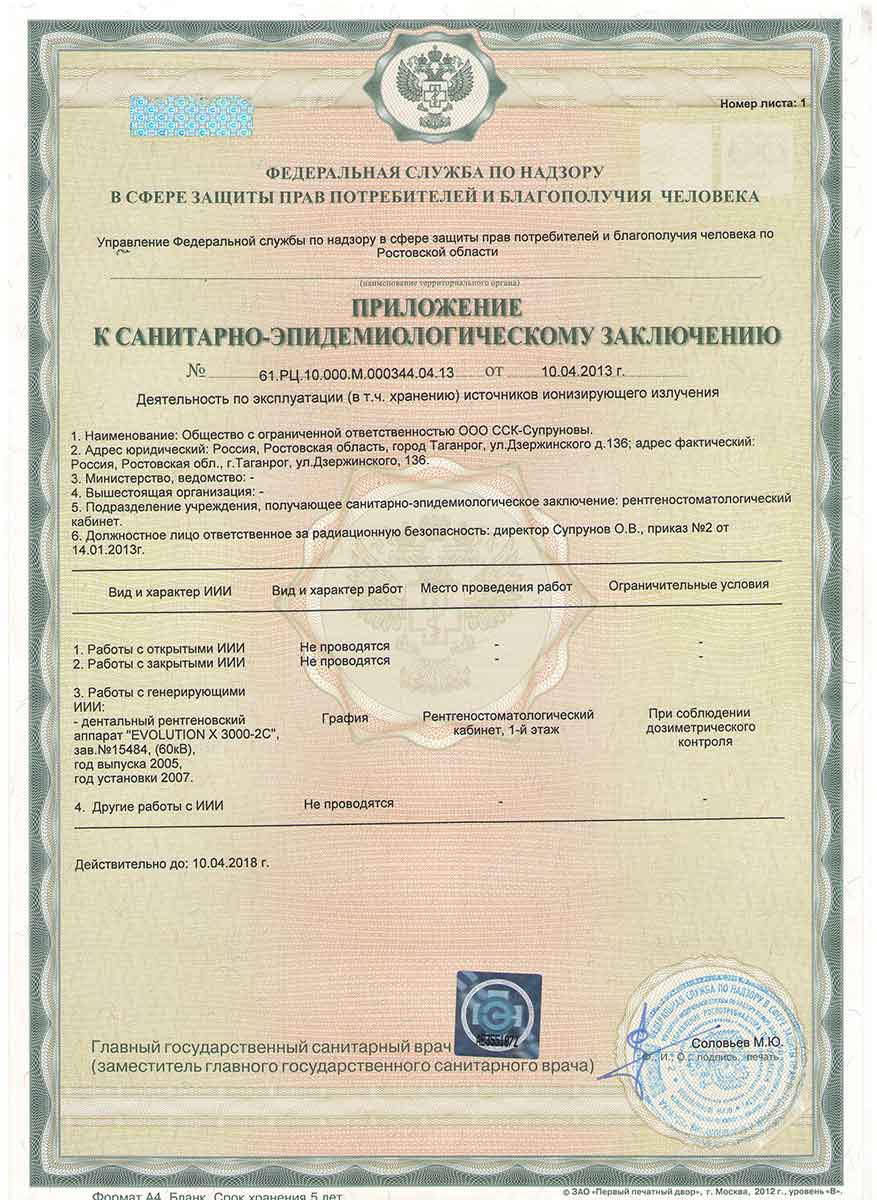 Номер листа: 1
ФЕДЕРАЛЬНАЯ СЛУЖБА ПО НАДЗОРУ
В СФЕРЕ ЗАЩИТЫ ПРАВ ПОТРЕБИТЕЛЕЙ И БЛАГОПОЛУЧИЯ ЧЕЛОВЕКА
Управление Федеральной службы по надзору в сфере защиты прав потребителей и благополучия человека по
Ростовской области
(наименование территориального органа)
ПРИЛОЖЕНИЕ
К САНИТАРНО-ЭПИДЕМИОЛОГИЧЕСКОМУ ЗАКЛЮЧЕНИЮ
№ 61.РЦ.10.000.М.000344.04.13 от 10.04.2013 г.
Деятельность по эксплуатации (в т.ч. хранению) источников ионизирующего излучения
1. Наименование: Общество с ограниченной ответственностью ООО ССК-Супруновы.
2. Адрес юридический: Россия, Ростовская область, город Таганрог, ул.Дзержинского д.136; адрес фактический:
Россия, Ростовская обл., г.Таганрог, ул.Дзержинского, 136.
3. Министерство, ведомство: -
4. Вышестоящая организация: -
5. Подразделение учреждения, получающее санитарно-эпидемиологическое заключение: рентгеностоматологический
кабинет.
6. Должностное лицо ответственное за радиационную безопасность: директор Супрунов О.В., приказ №2 от
14.01.2013г.
Вид и характер ИИИ Вид и характер работ Место проведения работ Ограничительные условия
1. Работы с открытыми ИИИ Не проводятся - -
2. Работы с закрытыми ИИИ Не проводятся - -
3. Работы с генерирующими
ИИИ:
- дентальный рентгеновский Графия Рентгеностоматологический При соблюдении
аппарат "EVOLUTION X 3000-2C", кабинет, 1-й этаж дозиметрического
зав.№15484, (60кВ), контроля
год выпуска 2005,
год установки 2007.
4. Другие работы с ИИИ Не проводятся - -
Действительно до: 10.04.2018 г.
Главный государственный санитарный врач
(заместитель главного государственного санитарного врача)
Соловьев М.Ю.
Ф., И., О., подпись, печать.
Формат А4. Бланк. Срок хранения 5 лет.
© ЗАО «Первый печатный двор», г. Москва, 2012 г., уровень «В».